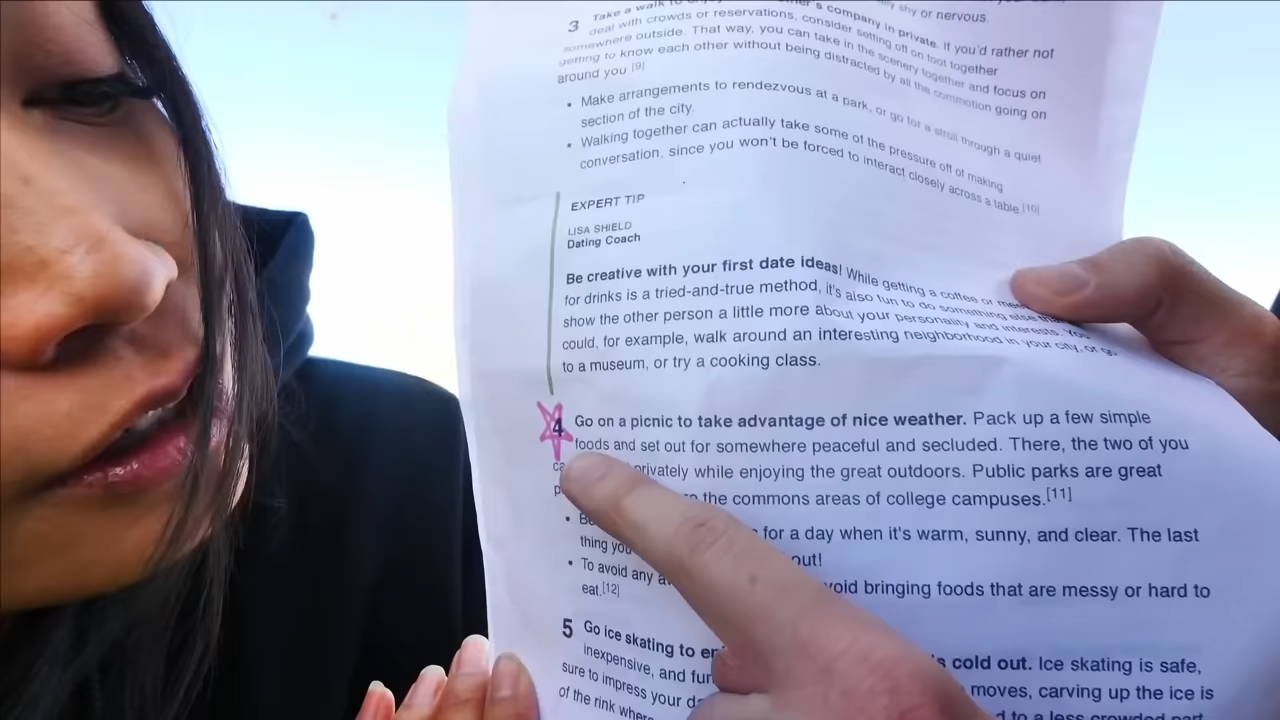 shy or nervous.
3 Take a walk to enjoy each other's company in private. If you'd rather not
deal with crowds or reservations, consider setting off on foot together
somewhere outside. That way, you can take in the scenery together and focus on
getting to know each other without being distracted by all the commotion going on
around you.[9]
• Make arrangements to rendezvous at a park, or go for a stroll through a quiet
section of the city.
• Walking together can actually take some of the pressure off of making
conversation, since you won't be forced to interact closely across a table.[10]
EXPERT TIP
LISA SHIELD
Dating Coach
Be creative with your first date ideas! While getting a coffee or
for drinks is a tried-and-true method, it's also fun to do something else
show the other person a little more about your personality and interests. You
could, for example, walk around an interesting neighborhood in your city, or go
to a museum, or try a cooking class.
4 Go on a picnic to take advantage of nice weather. Pack up a few simple
foods and set out for somewhere peaceful and secluded. There, the two of you
privately while enjoying the great outdoors. Public parks are great
the commons areas of college campuses.[11]
• for a day when it's warm, sunny, and clear. The last
thing you out!
• To avoid any avoid bringing foods that are messy or hard to
eat.[12]
5 Go ice skating to cold out. Ice skating is safe,
inexpensive, and moves, carving up the ice is
sure to impress your to a less crowded part
of the rink where